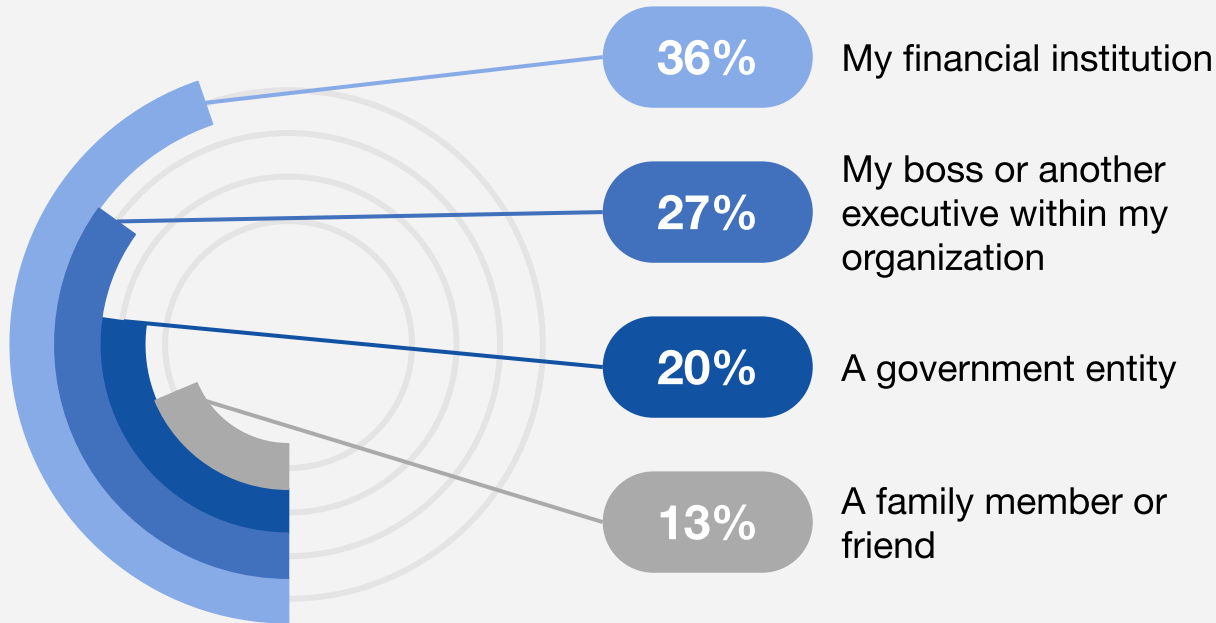 36%
My financial institution
27%
My boss or another
executive within my
organization
20%
A government entity
13%
A family member or
friend